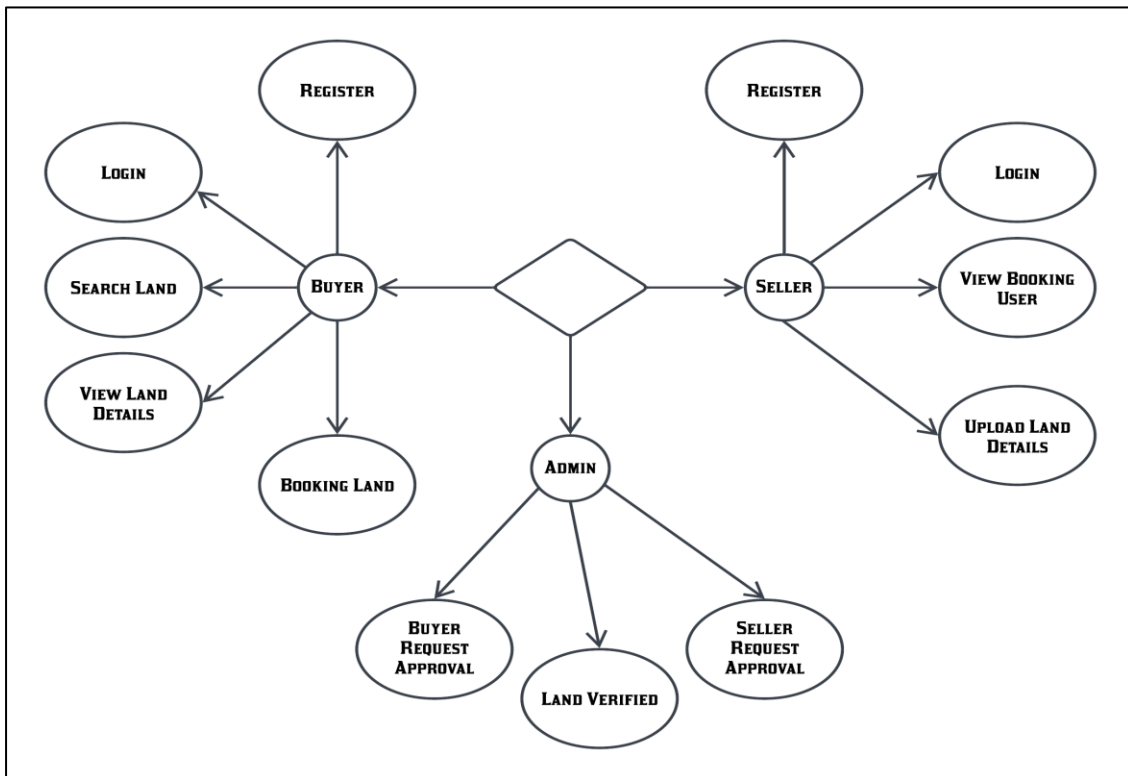 Register
Register
Login
Login
Search Land
Buyer
Seller
View Booking
User
View Land
Details
Upload Land
Details
Booking Land
Admin
Buyer
Request
Approval
Seller
Request
Approval
Land Verified